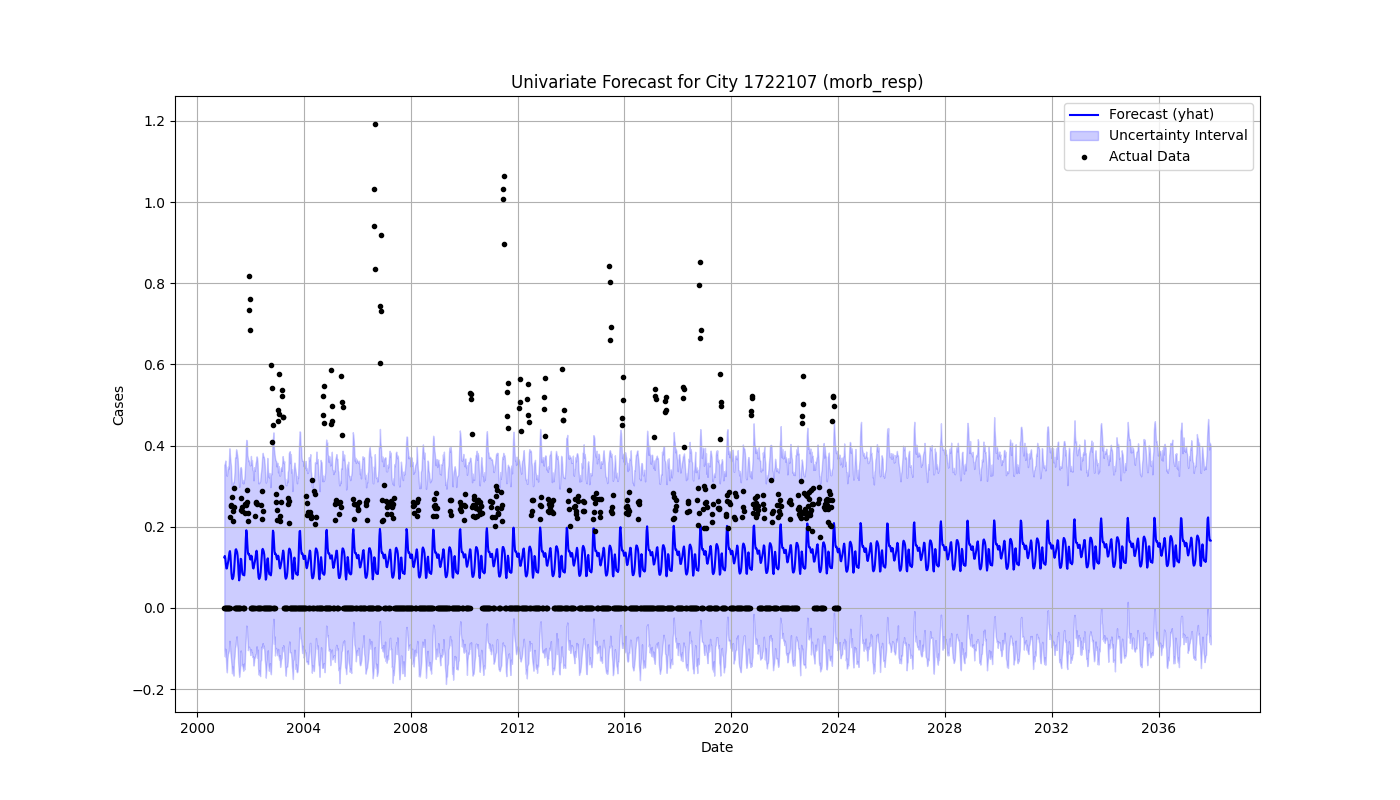 Univariate Forecast for City 1722107 (morb_resp)
Forecast (yhat)
Uncertainty Interval
Actual Data
Cases
1.2
1.0
0.8
0.6
0.4
0.2
0.0
−0.2
2000 2004 2008 2012 2016 2020 2024 2028 2032 2036
Date